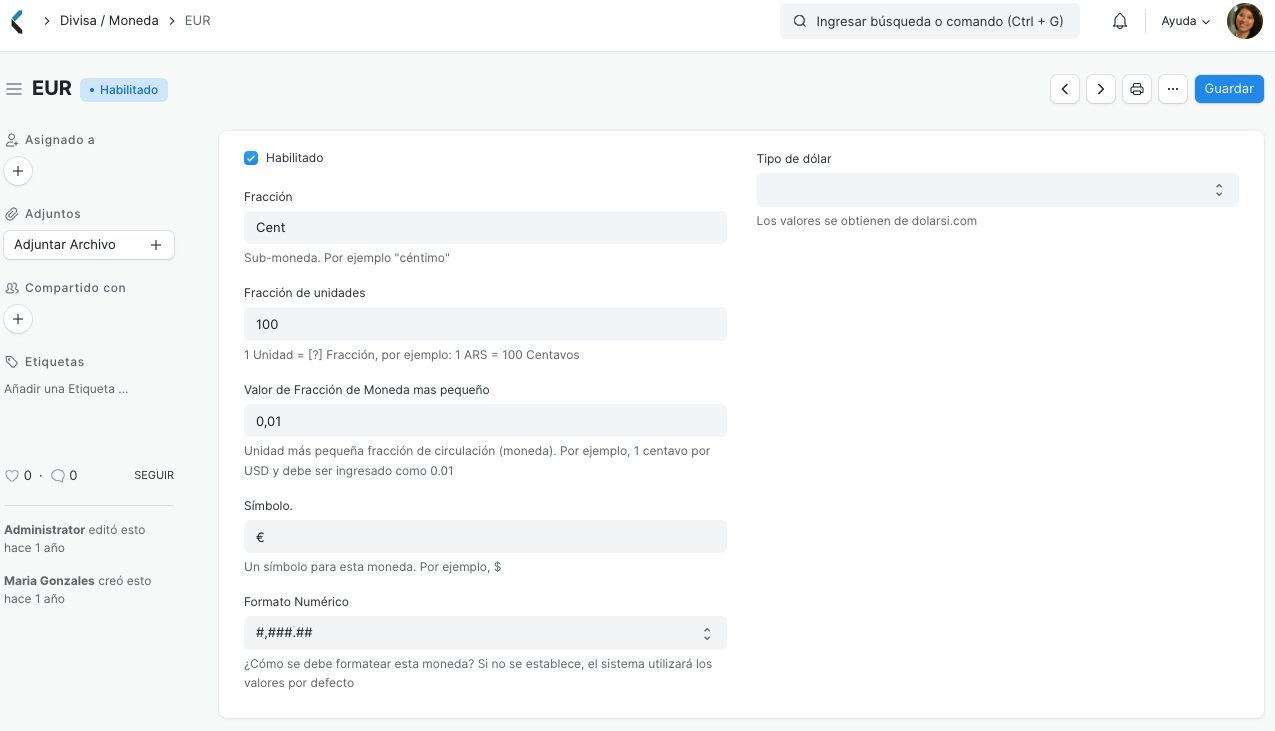 Divisa / Moneda
EUR
Ingresar búsqueda o comando (Ctrl + G)
Ayuda
EUR
Habilitado
Guardar
Asignado a
Adjuntos
Adjuntar Archivo
Compartido con
Etiquetas
Añadir una Etiqueta ...
0 · 0 SEGUIR
Administrator editó esto
hace 1 año
Maria Gonzales creó esto
hace 1 año
Habilitado
Fracción
Cent
Sub-moneda. Por ejemplo "céntimo"
Fracción de unidades
100
1 Unidad = [?] Fracción, por ejemplo: 1 ARS = 100 Centavos
Valor de Fracción de Moneda mas pequeño
0,01
Unidad más pequeña fracción de circulación (moneda). Por ejemplo, 1 centavo por
USD y debe ser ingresado como 0.01
Símbolo.
€
Un símbolo para esta moneda. Por ejemplo, $
Formato Numérico
#,###.##
¿Cómo se debe formatear esta moneda? Si no se establece, el sistema utilizará los
valores por defecto
Tipo de dólar
Los valores se obtienen de dolarsi.com